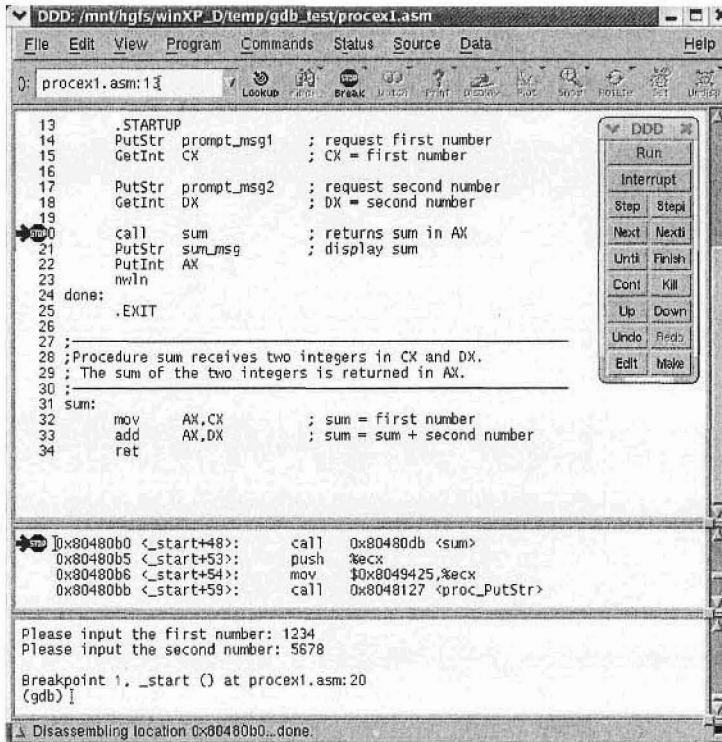 DDD: /mnt/hgfs/winXP_D/temp/gdb_test/procex1.asm
File Edit View Program Commands Status Source Data Help
(): procex1.asm:13
Lookup Break Watch Print Display Plot Show Rotate Set Undisp
13 .STARTUP
14 PutStr prompt_msg1 ; request first number
15 GetInt CX ; CX = first number
16
17 PutStr prompt_msg2 ; request second number
18 GetInt DX ; DX = second number
19
STOP 0 call sum ; returns sum in AX
21 PutStr sum_msg ; display sum
22 PutInt AX
23 nwln
24 done:
25 .EXIT
26
27 ;
28 ;Procedure sum receives two integers in CX and DX.
29 ; The sum of the two integers is returned in AX.
30 ;
31 sum:
32 mov AX,CX ; sum = first number
33 add AX,DX ; sum = sum + second number
34 ret
DDD
Run
Interrupt
Step Stepi
Next Nexti
Until Finish
Cont Kill
Up Down
Undo Redo
Edit Make
STOP 0x80480b0 <_start+48>: call 0x80480db <sum>
0x80480b5 <_start+53>: push %ecx
0x80480b6 <_start+54>: mov $0x8049425,%ecx
0x80480bb <_start+59>: call 0x8048127 <proc_PutStr>
Please input the first number: 1234
Please input the second number: 5678
Breakpoint 1, _start () at procex1.asm:20
(gdb)
Disassembling location 0x80480b0...done.